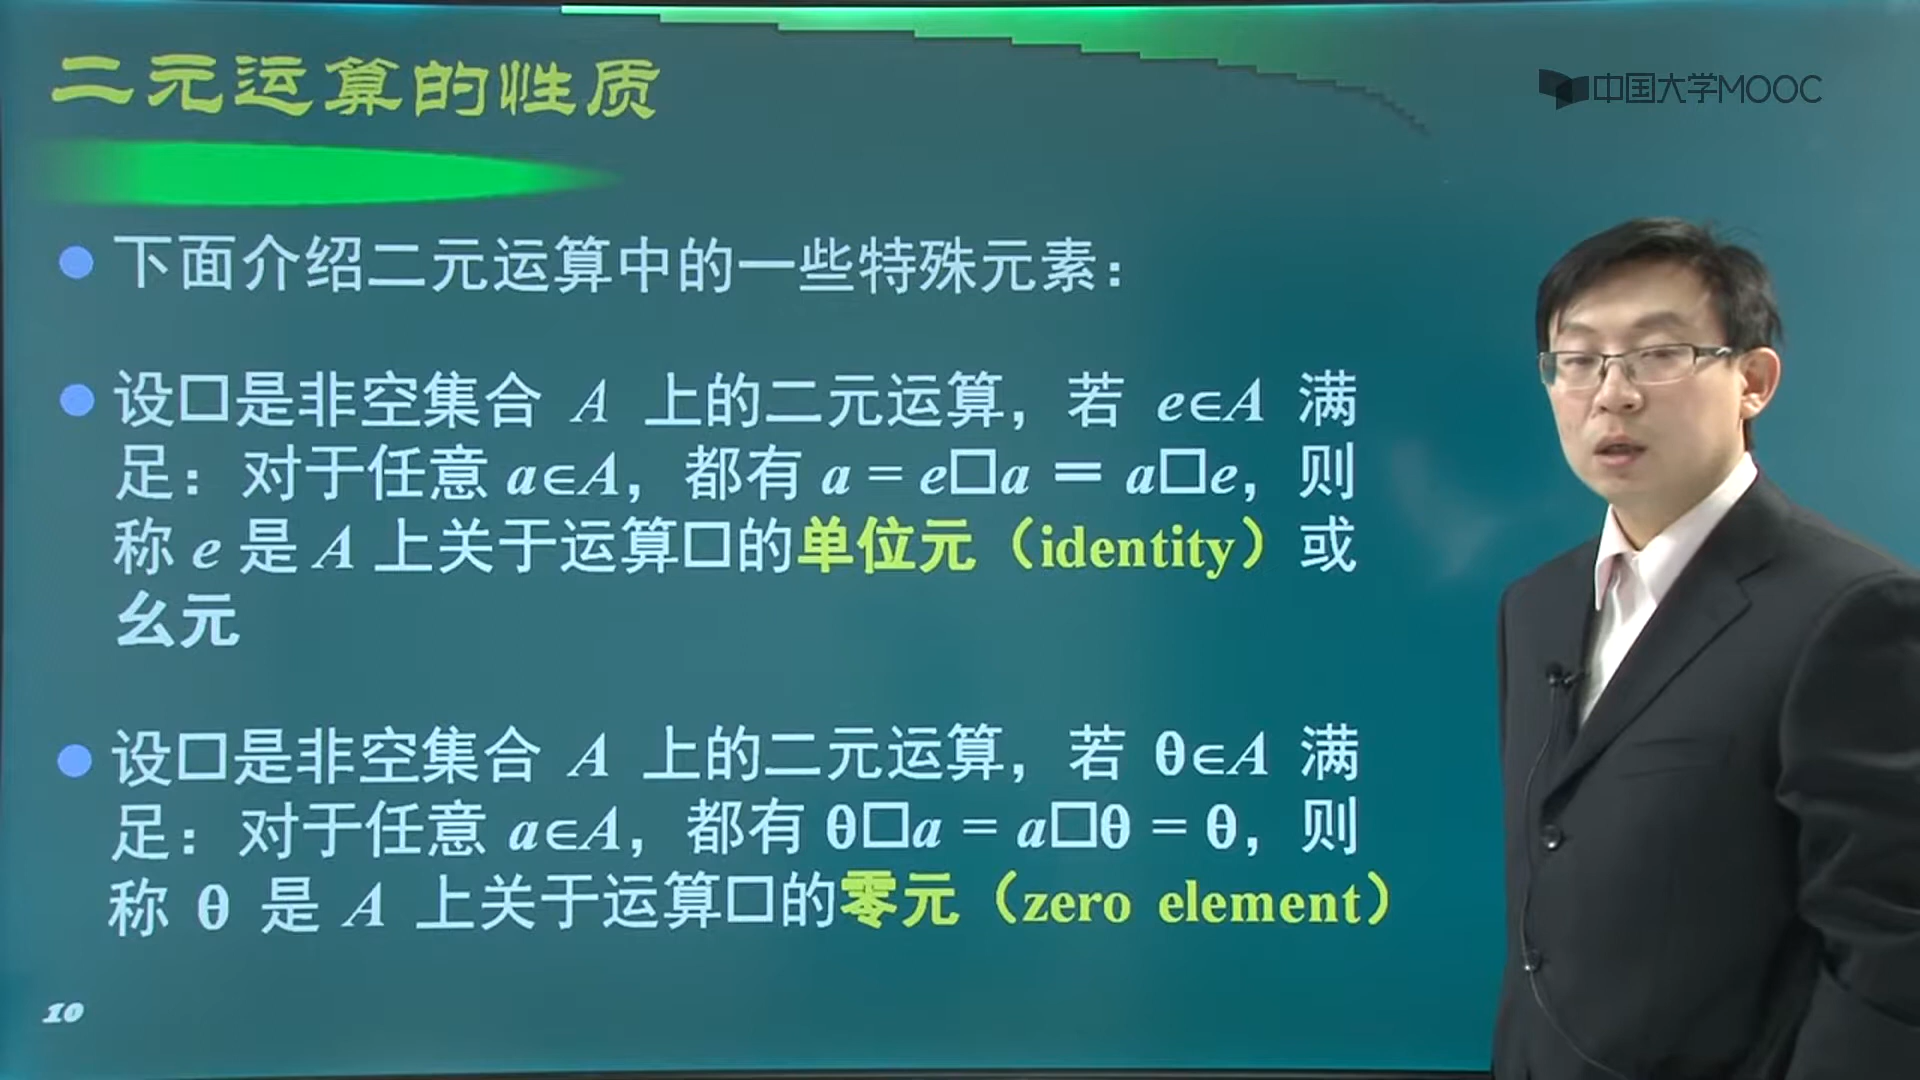 二元运算的性质
中国大学MOOC
下面介绍二元运算中的一些特殊元素：
设□是非空集合 A 上的二元运算，若 e∈A 满
足：对于任意 a∈A，都有 a = e□a = a□e，则
称 e 是 A 上关于运算□的单位元（identity）或
幺元
设□是非空集合 A 上的二元运算，若 θ∈A 满
足：对于任意 a∈A，都有 θ□a = a□θ = θ，则
称 θ 是 A 上关于运算□的零元（zero element）
10